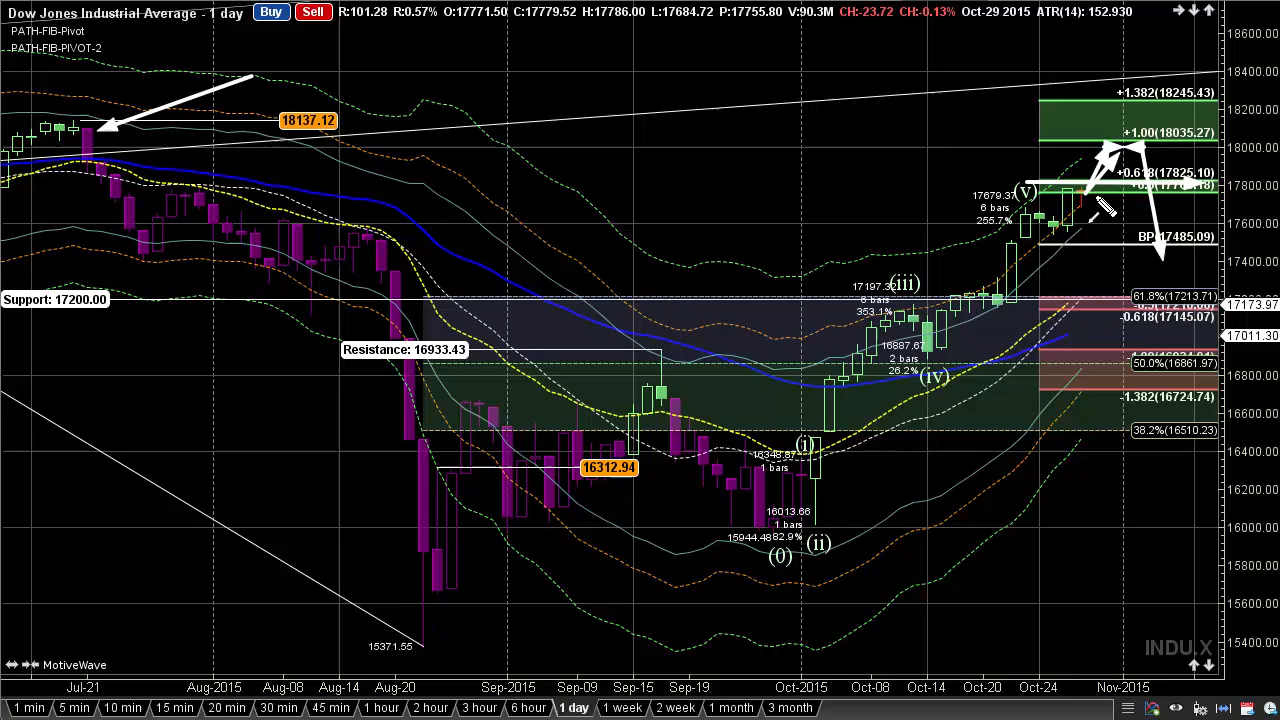 Dow Jones Industrial Average - 1 day Buy Sell R:101.28 R:0.57% O:17771.50 C:17779.52 H:17786.00 L:17684.72 P:17755.80 V:90.3M CH:-23.72 CH:-0.13% Oct-29 2015 ATR(14): 152.930
PATH-FIB-Pivot
PATH-FIB-PIVOT-2
18600.00
18400.00
+1.382(18245.43)
18200.00
18137.12
+1.00(18035.27)
18000.00
+0.618(17825.10)
17800.00
17679.37
6 bars
255.7%
(v)
17600.00
BP(17485.09)
17400.00
17197.32
6 bars
353.1%
(iii)
Support: 17200.00
61.8%(17213.71)
17173.97
-0.618(17145.07)
17011.30
Resistance: 16933.43
16887.67
2 bars
26.2%
(iv)
50.0%(16861.97)
16800.00
-1.382(16724.74)
16600.00
38.2%(16510.23)
(i)
16343.87
1 bars
16400.00
16312.94
16200.00
16013.66
1 bars
82.9%
16000.00
15944.48
(ii)
(0)
15800.00
15600.00
15371.55
15400.00
INDU.X
MotiveWave
Jul-21 Aug-2015 Aug-08 Aug-14 Aug-20 Sep-2015 Sep-09 Sep-15 Sep-19 Oct-2015 Oct-08 Oct-14 Oct-20 Oct-24 Nov-2015
1 min 5 min 10 min 15 min 20 min 30 min 45 min 1 hour 2 hour 3 hour 6 hour 1 day 1 week 2 week 1 month 3 month